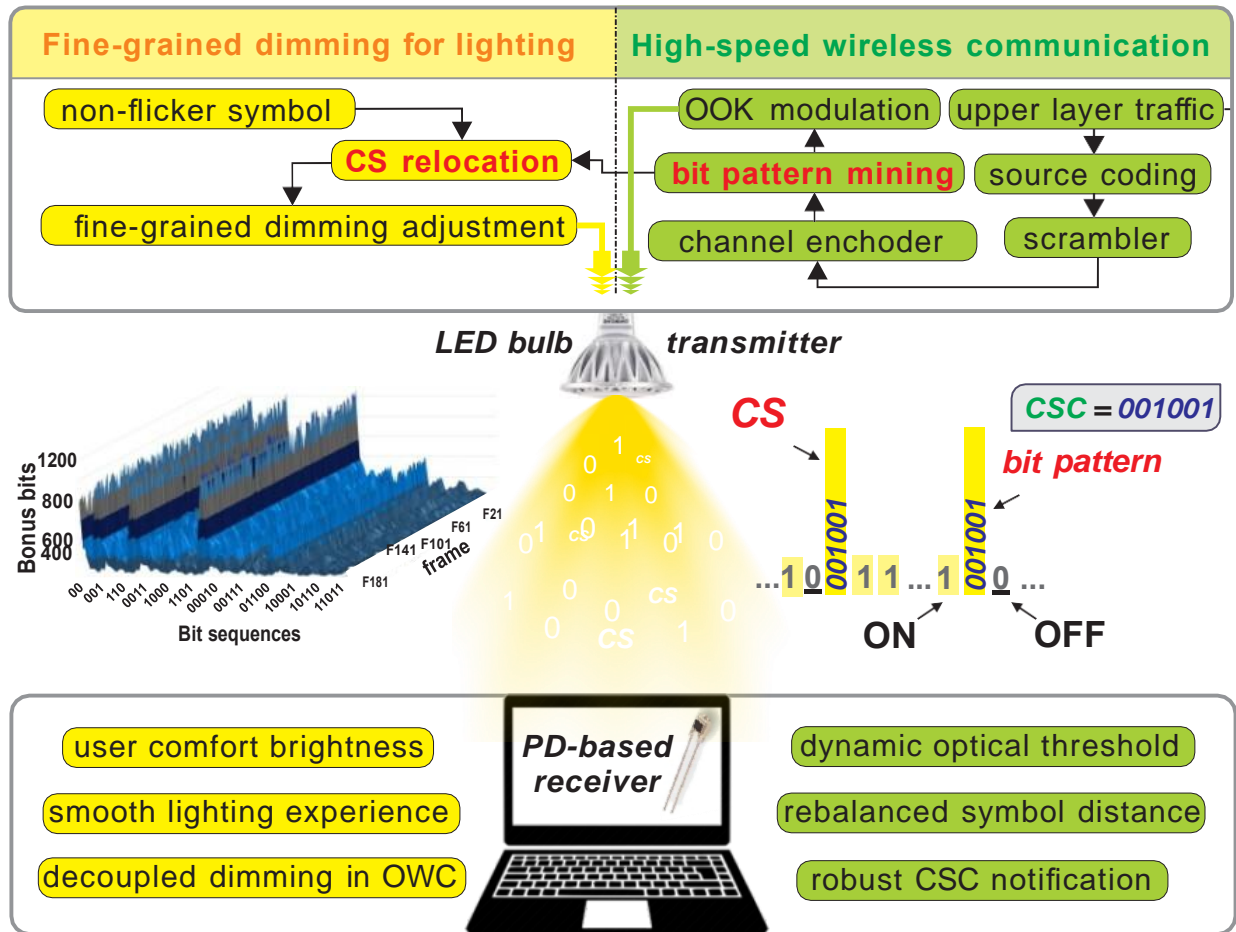 Fine-grained dimming for lighting
High-speed wireless communication
non-flicker symbol
CS relocation
fine-grained dimming adjustment
OOK modulation
upper layer traffic
bit pattern mining
source coding
channel enchoder
scrambler
LED bulb transmitter
Bonus bits
1200
800
600
400
00
001
110
0011
1000
1101
00010
00111
01100
10001
10110
11011
Bit sequences
F181
F141
F101
F61
F21
frame
1
0
cs
0
1
0
0
1
cs
0
1
1
0
1
0
1
0
0
CS
0
CS
1
CS
CSC = 001001
bit pattern
...1 0 001001 1 1 ... 1 001001 0 ...
ON
OFF
user comfort brightness
smooth lighting experience
decoupled dimming in OWC
PD-based
receiver
dynamic optical threshold
rebalanced symbol distance
robust CSC notification